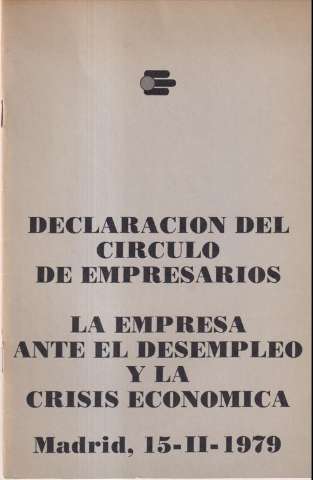 DECLARACION DEL
CIRCULO
DE EMPRESARIOS
LA EMPRESA
ANTE EL DESEMPLEO
Y LA
CRISIS ECONOMICA
Madrid, 15-II-1979